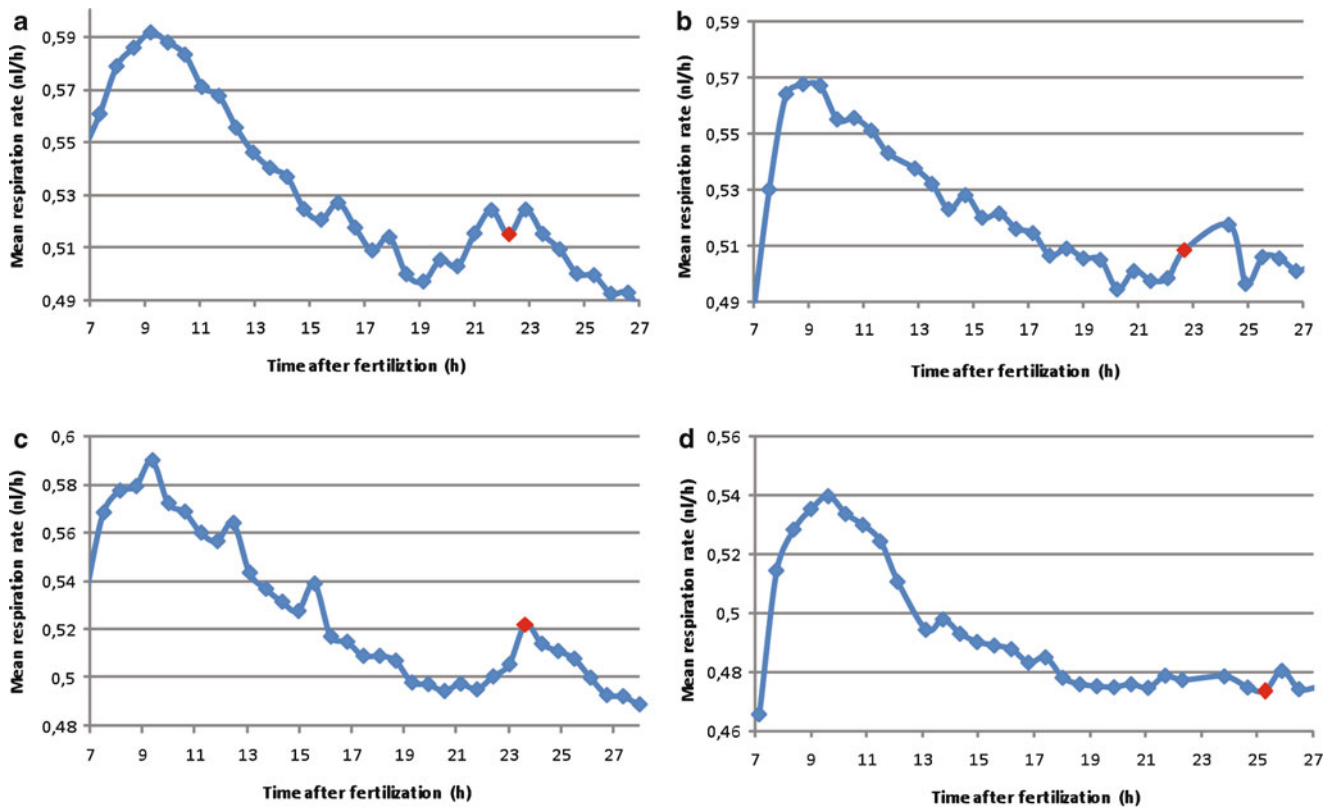 a
Mean respiration rate (nl/h)
0,59
0,57
0,55
0,53
0,51
0,49
7 9 11 13 15 17 19 21 23 25 27
Time after fertiliztion (h)
b
Mean respiration rate (nl/h)
0,59
0,57
0,55
0,53
0,51
0,49
7 9 11 13 15 17 19 21 23 25 27
Time after fertilization (h)
c
Mean respiration rate (nl/h)
0,6
0,58
0,56
0,54
0,52
0,5
0,48
7 9 11 13 15 17 19 21 23 25 27
Time after fertilization (h)
d
Mean respiration rate (nl/h)
0,56
0,54
0,52
0,5
0,48
0,46
7 9 11 13 15 17 19 21 23 25 27
Time after fertilization (h)